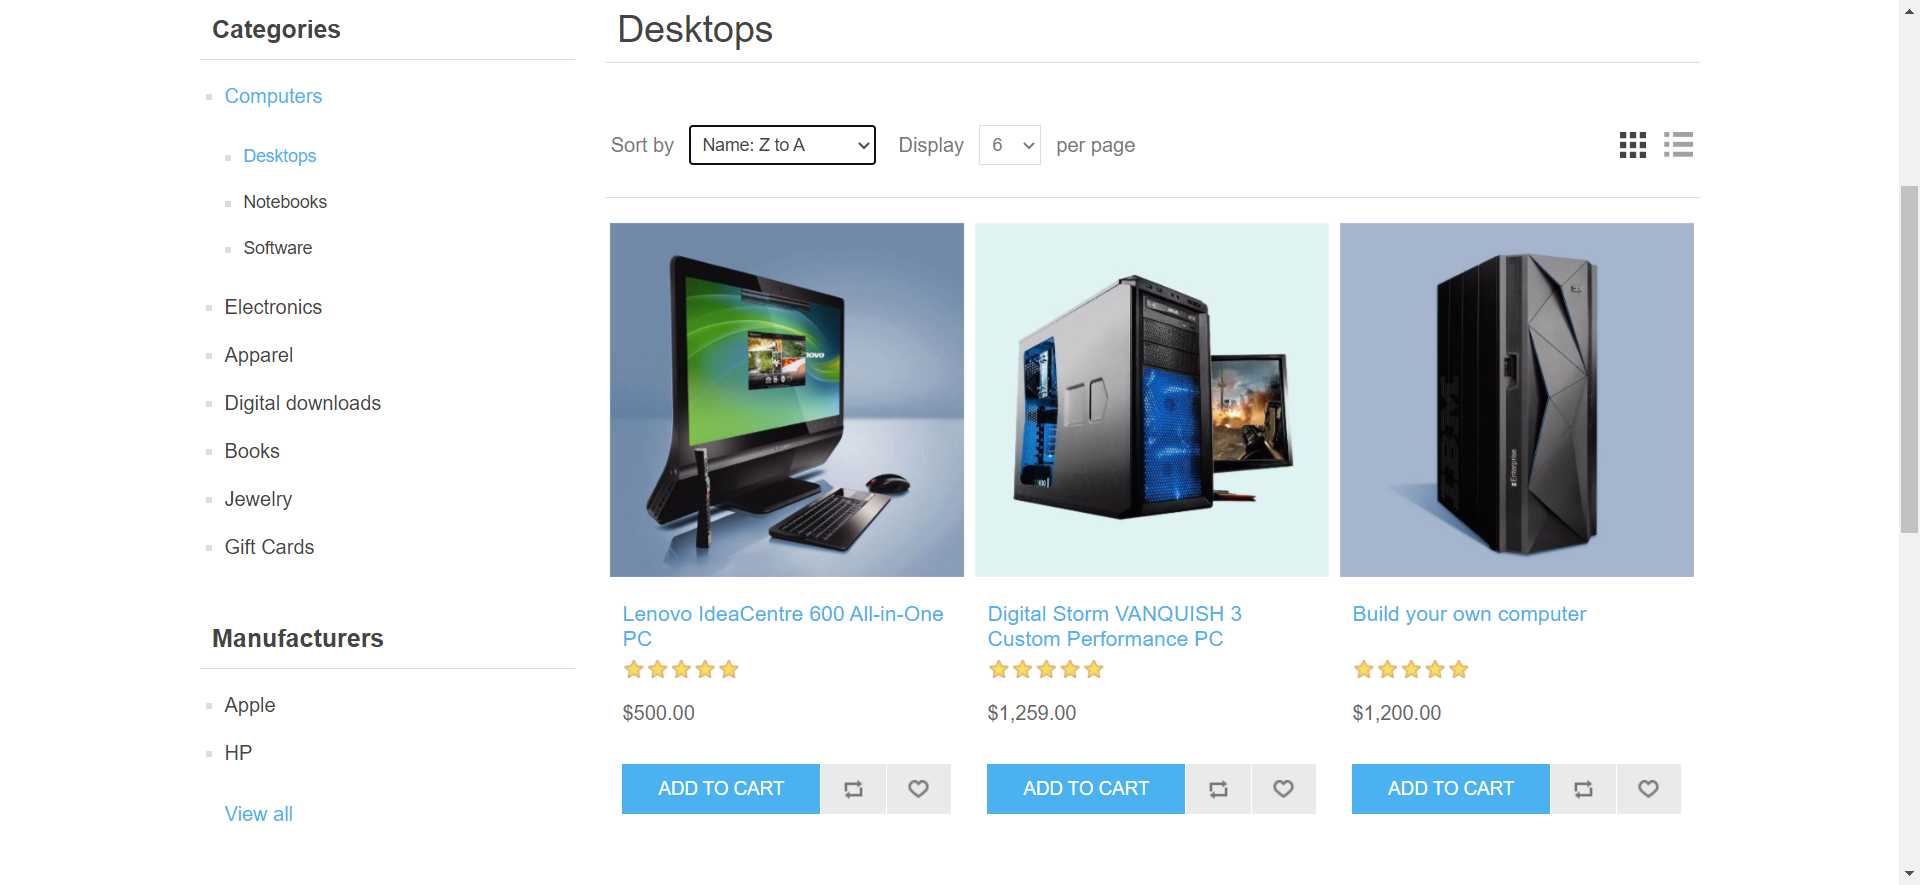 Categories
Computers
Desktops
Notebooks
Software
Electronics
Apparel
Digital downloads
Books
Jewelry
Gift Cards
Manufacturers
Apple
HP
View all
Desktops
Sort by Name: Z to A Display 6 per page
IBM
zEnterprise
Lenovo IdeaCentre 600 All-in-One
PC
$500.00
ADD TO CART
Digital Storm VANQUISH 3
Custom Performance PC
$1,259.00
ADD TO CART
Build your own computer
$1,200.00
ADD TO CART